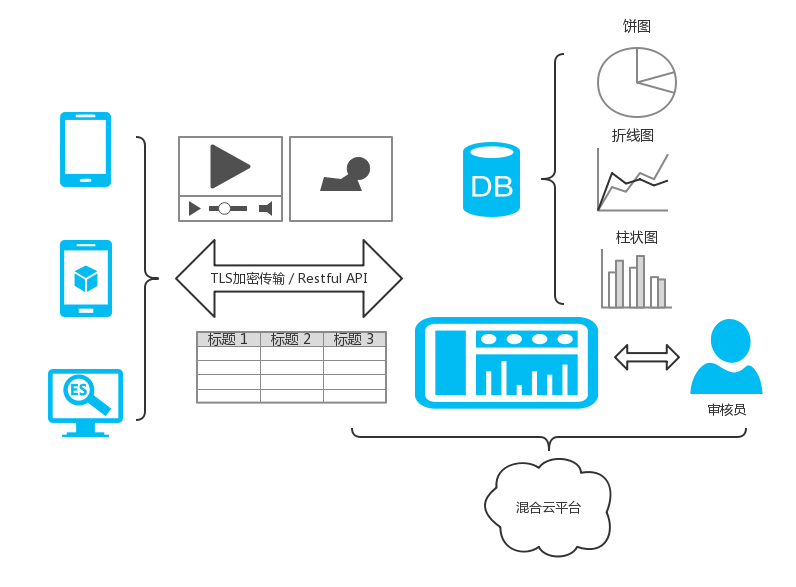 饼图
折线图
DB
柱状图
TLS加密传输 / Restful API
标题 1 标题 2 标题 3
ES
审核员
混合云平台